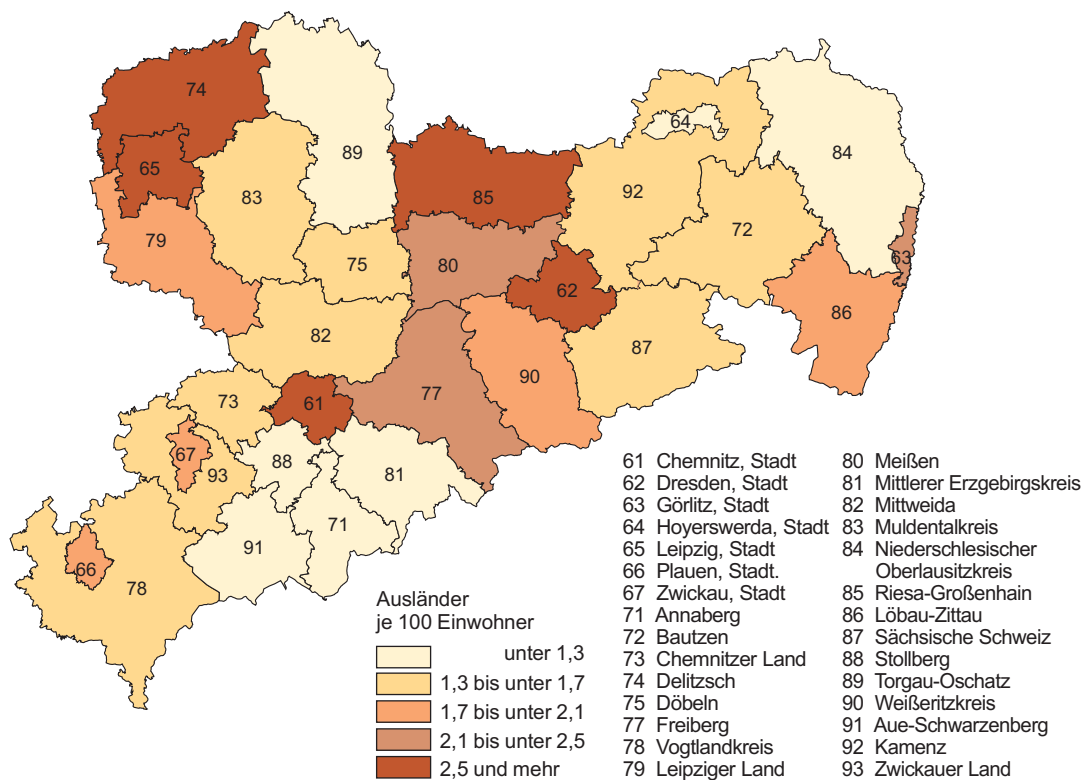 74
89
64
84
65
83
85
92
72
79
75
80
63
62
86
82
87
73
61
77
90
67
93
88
81
71
91
66
78
Ausländer
je 100 Einwohner
unter 1,3
1,3 bis unter 1,7
1,7 bis unter 2,1
2,1 bis unter 2,5
2,5 und mehr
61 Chemnitz, Stadt
62 Dresden, Stadt
63 Görlitz, Stadt
64 Hoyerswerda, Stadt
65 Leipzig, Stadt
66 Plauen, Stadt.
67 Zwickau, Stadt
71 Annaberg
72 Bautzen
73 Chemnitzer Land
74 Delitzsch
75 Döbeln
77 Freiberg
78 Vogtlandkreis
79 Leipziger Land
80 Meißen
81 Mittlerer Erzgebirgskreis
82 Mittweida
83 Muldentalkreis
84 Niederschlesischer
Oberlausitzkreis
85 Riesa-Großenhain
86 Löbau-Zittau
87 Sächsische Schweiz
88 Stollberg
89 Torgau-Oschatz
90 Weißeritzkreis
91 Aue-Schwarzenberg
92 Kamenz
93 Zwickauer Land